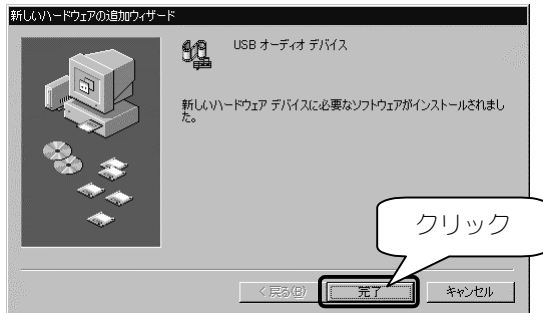 新しいハードウェアの追加ウィザード
USB オーディオ デバイス
新しいハードウェア デバイスに必要なソフトウェアがインストールされまし
た。
クリック
< 戻る(B)
完了
キャンセル